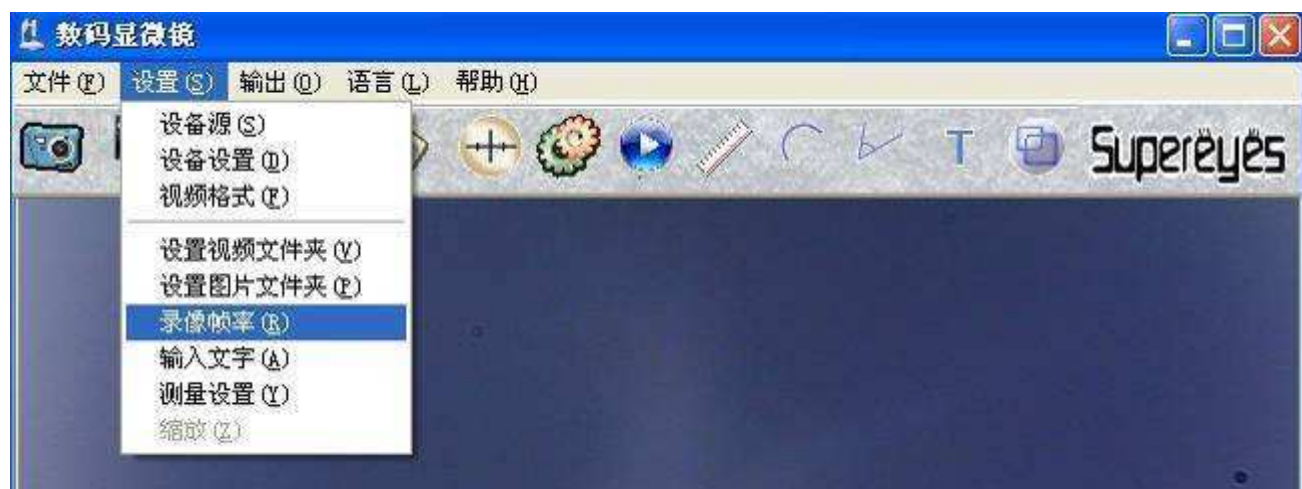 数码显微镜
文件(F) 设置(S) 输出(O) 语言(L) 帮助(H)
设备源(S)
设备设置(D)
视频格式(F)
T Supereyës
设置视频文件夹(V)
设置图片文件夹(P)
录像帧率(R)
输入文字(A)
测量设置(Y)
缩放(Z)